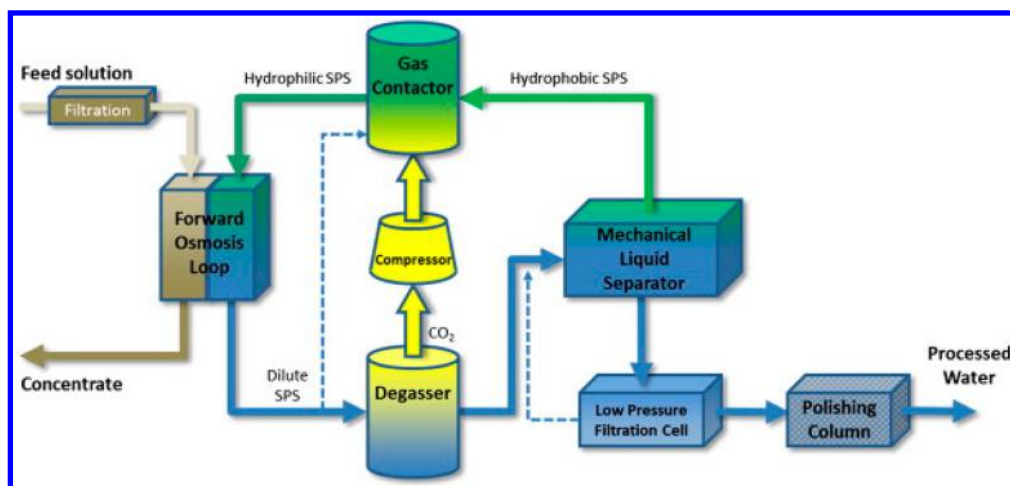 Feed solution
Filtration
Hydrophilic SPS
Gas
Contactor
Hydrophobic SPS
Forward
Osmosis
Loop
Compressor
Mechanical
Liquid
Separator
CO₂
Concentrate
Dilute
SPS
Degasser
Low Pressure
Filtration Cell
Polishing
Column
Processed
Water